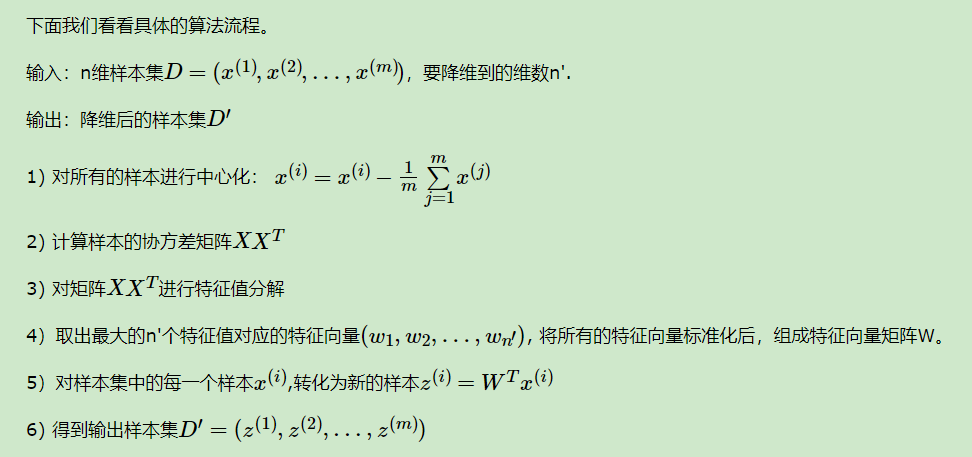 下面我们看看具体的算法流程。
输入：n维样本集$D=(x^{(1)},x^{(2)},...,x^{(m)})$，要降维到的维数n'.
输出：降维后的样本集$D'$
1) 对所有的样本进行中心化： $x^{(i)}=x^{(i)}-\frac{1}{m}\sum\limits_{j=1}^{m}x^{(j)}$
2) 计算样本的协方差矩阵$XX^T$
3) 对矩阵$XX^T$进行特征值分解
4）取出最大的n'个特征值对应的特征向量$(w_1,w_2,...,w_{n'})$, 将所有的特征向量标准化后，组成特征向量矩阵W。
5）对样本集中的每一个样本$x^{(i)}$,转化为新的样本$z^{(i)}=W^Tx^{(i)}$
6) 得到输出样本集$D'=(z^{(1)},z^{(2)},...,z^{(m)})$